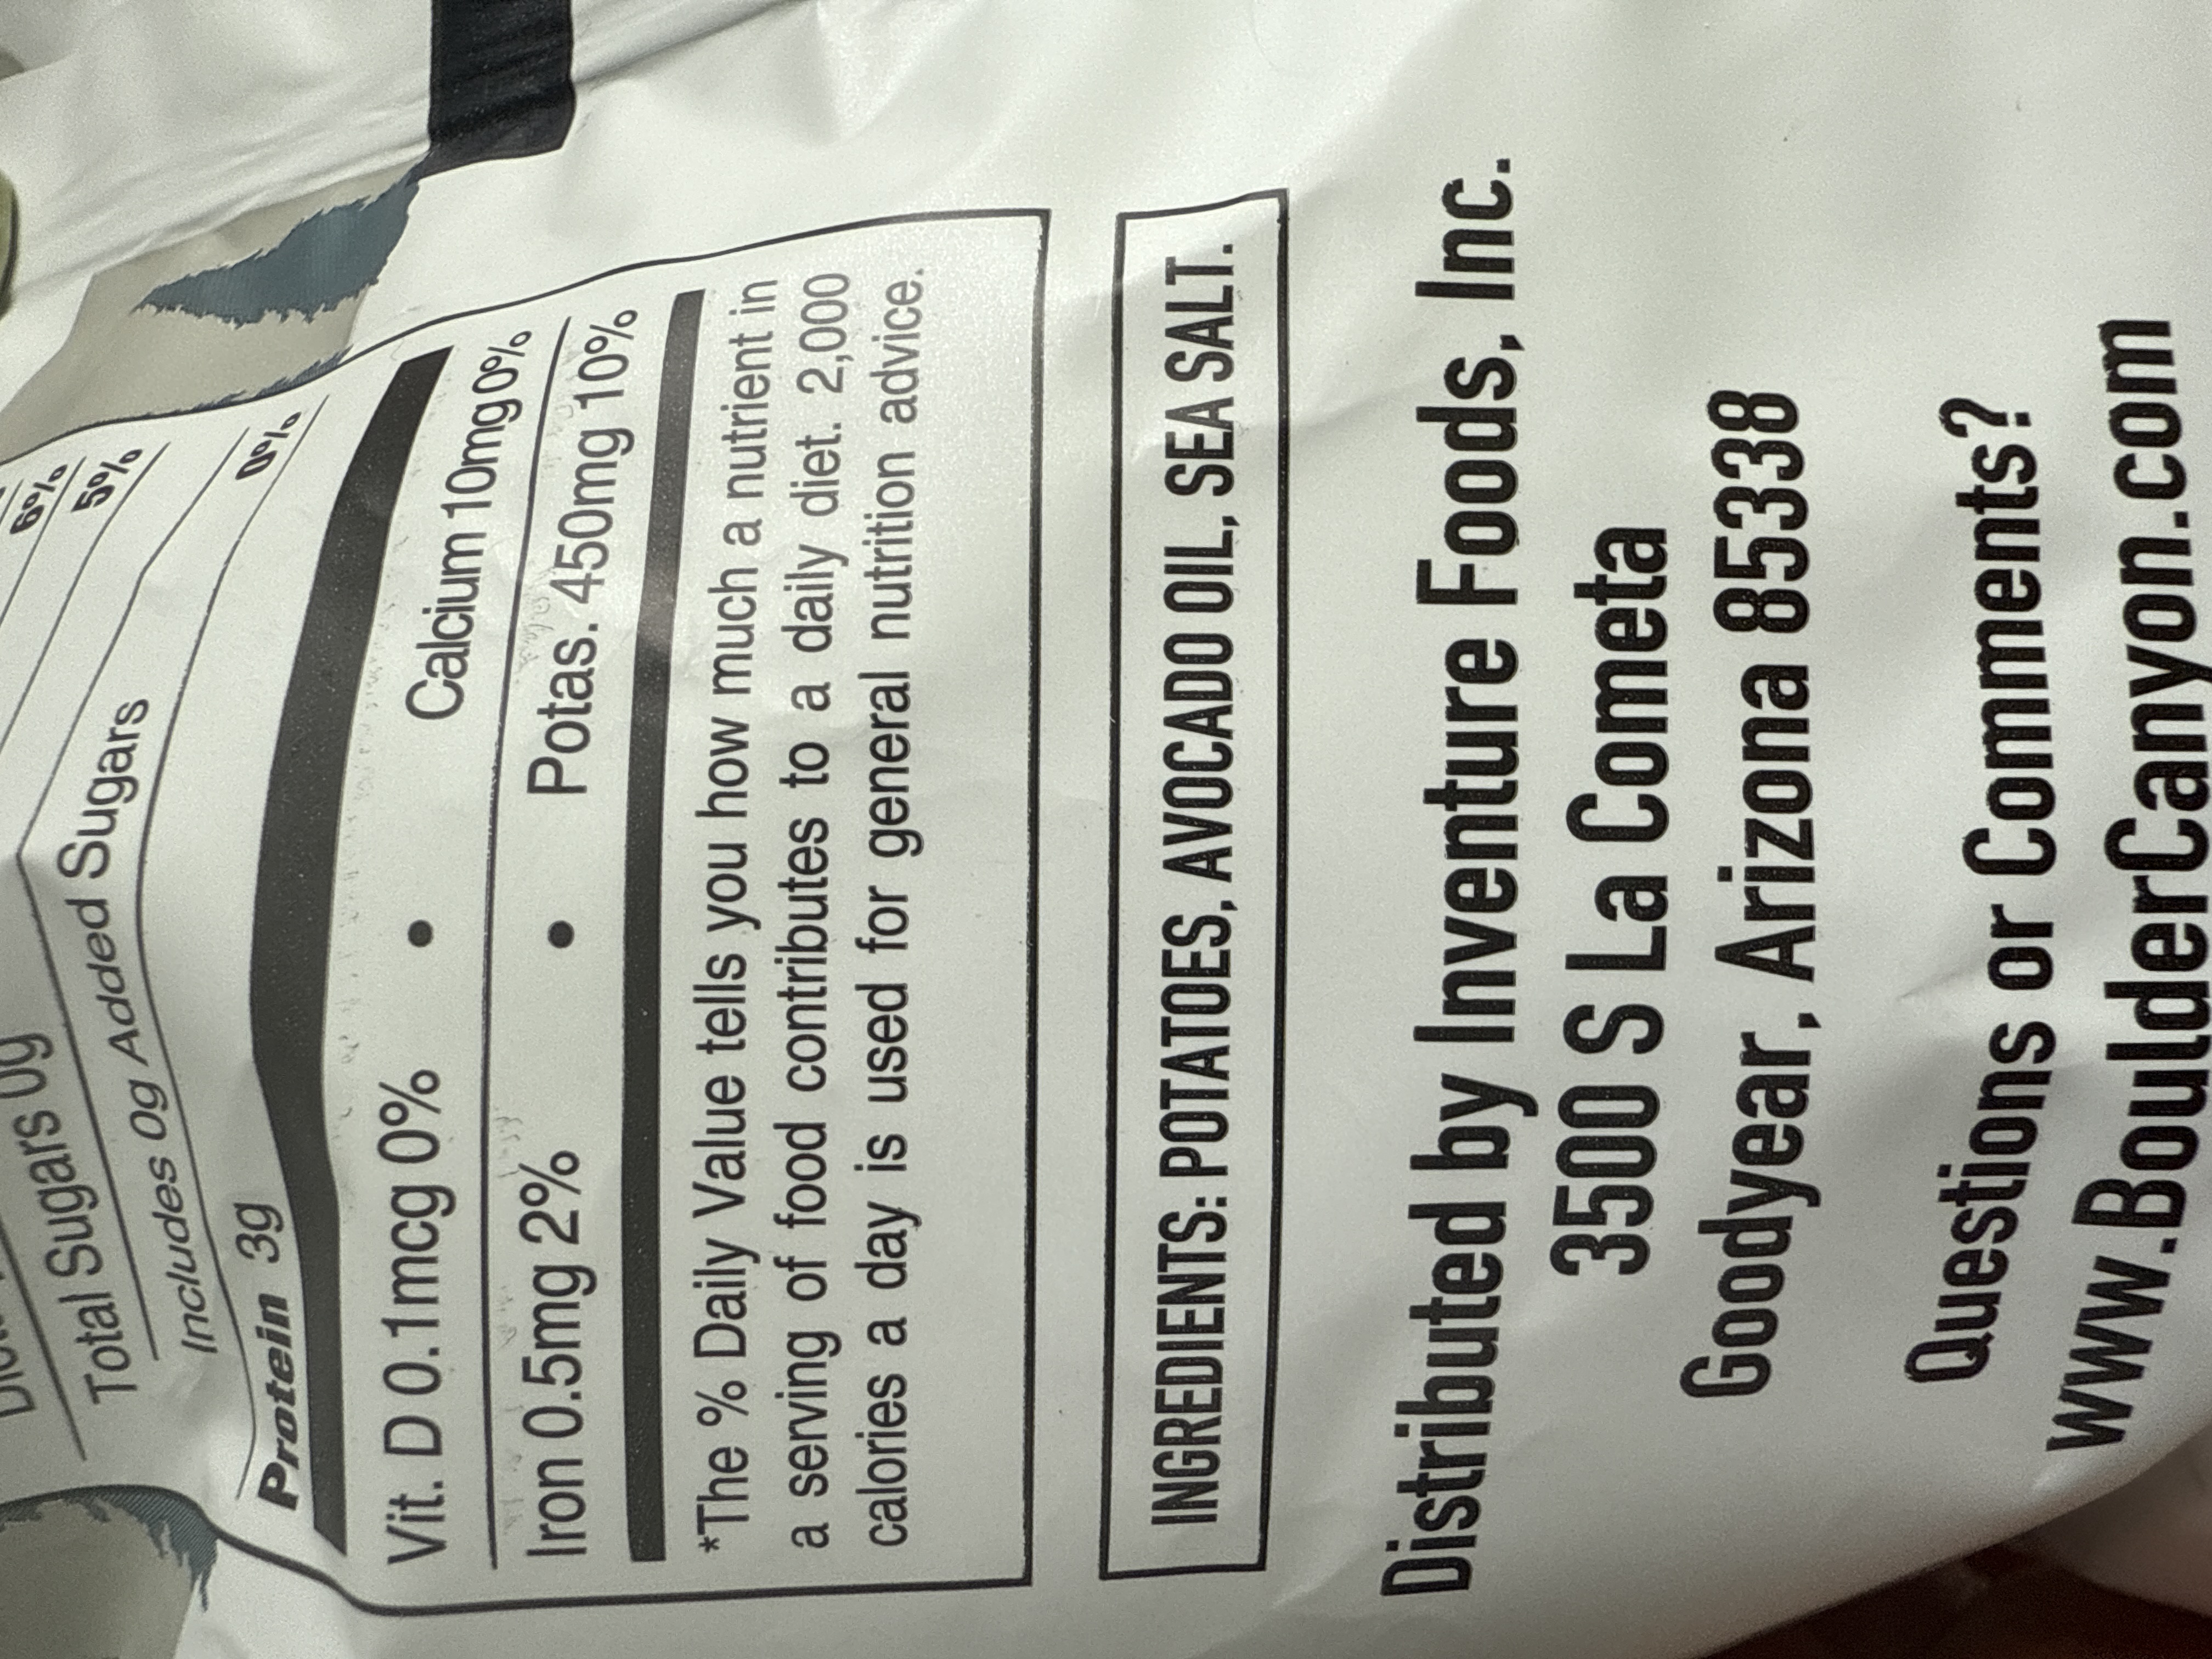 Total Sugars 0g
6%
5%
Includes 0g Added Sugars
0%
Protein 3g
Vit. D 0.1mcg 0% • Calcium 10mg 0%
Iron 0.5mg 2% • Potas. 450mg 10%
*The % Daily Value tells you how much a nutrient in
a serving of food contributes to a daily diet. 2,000
calories a day is used for general nutrition advice.
INGREDIENTS: POTATOES, AVOCADO OIL, SEA SALT.
Distributed by Inventure Foods, Inc.
3500 S La Cometa
Goodyear, Arizona 85338
Questions or Comments?
www.BoulderCanyon.com